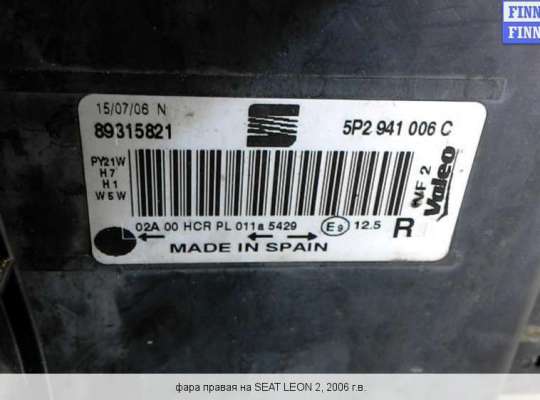 FINN
FINN
15/07/06 N
89315821
5P2 941 006 C
PY21W
H7
H1
W5W
NF 2
Valeo
02A 00 HCR PL 011a 5429 E9 12.5 R
MADE IN SPAIN
фара правая на SEAT LEON 2, 2006 г.в.